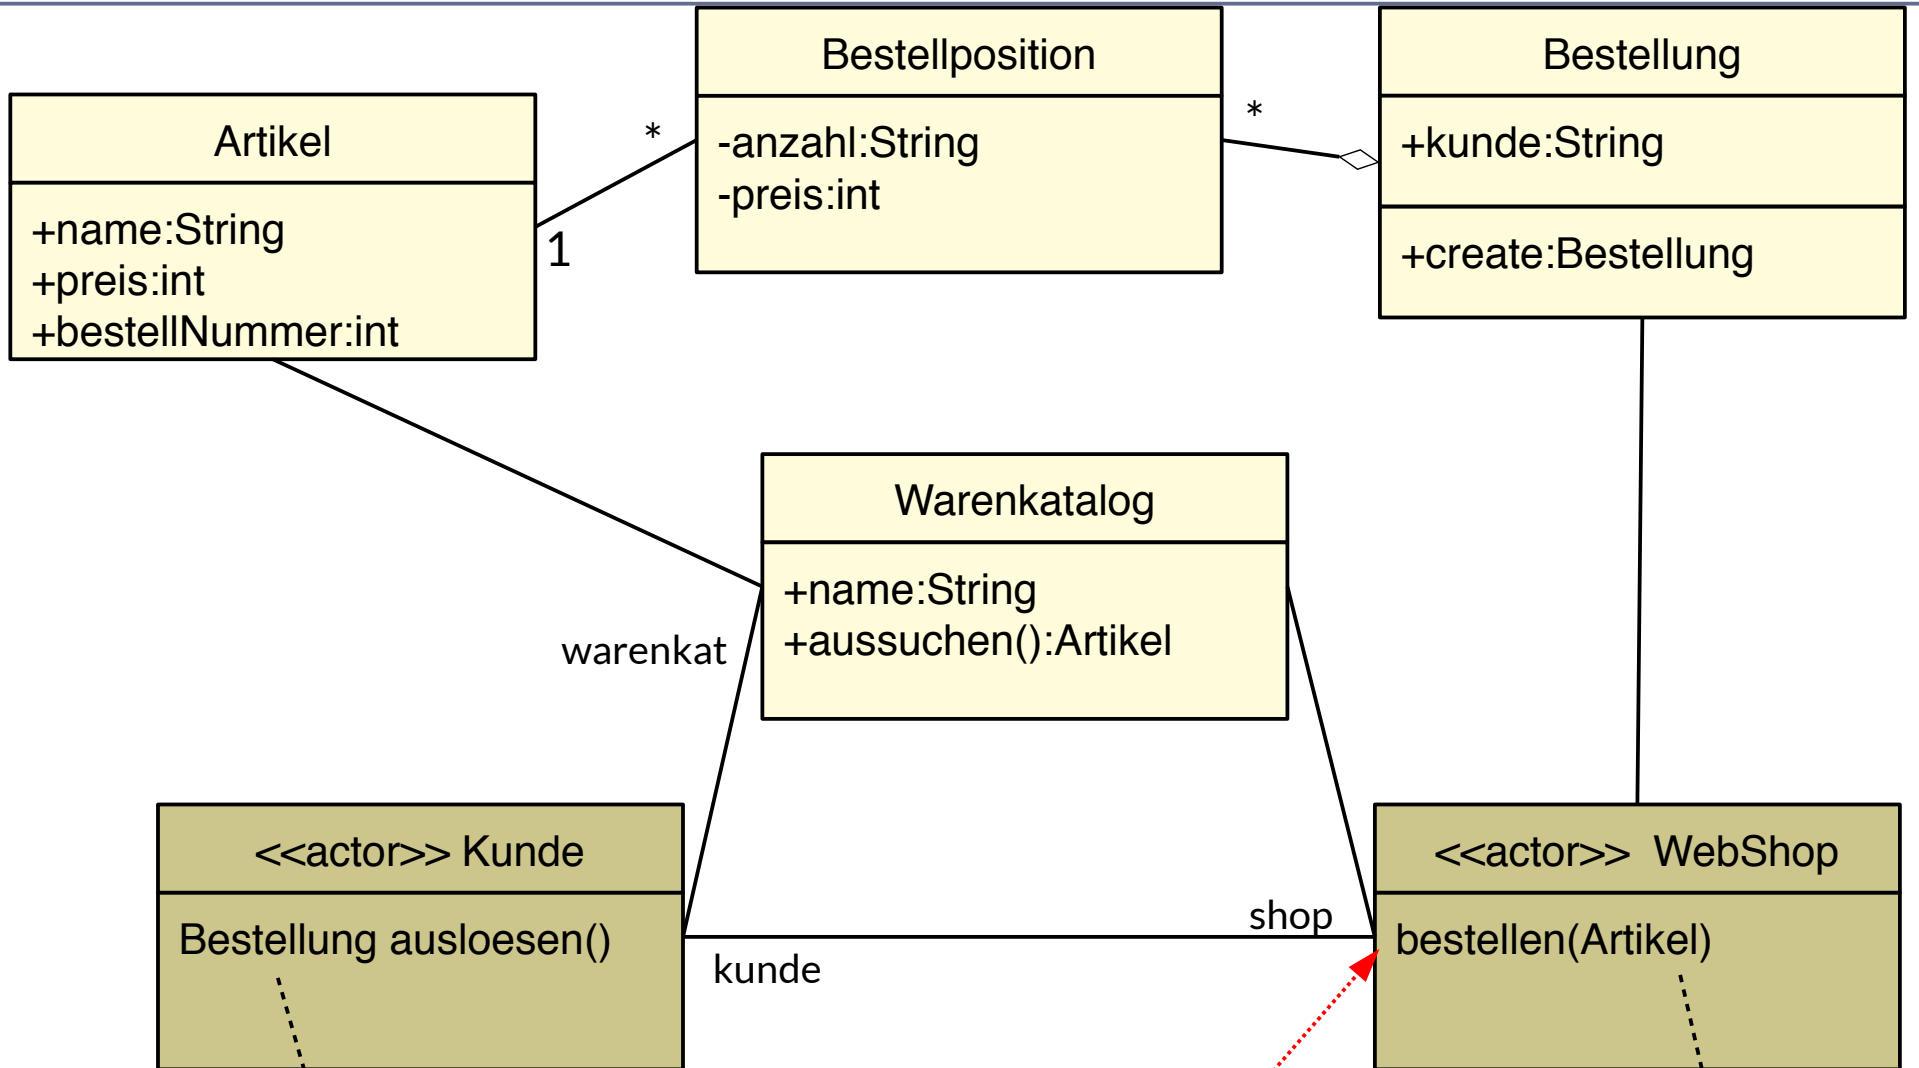 Bestellposition
-anzahl:String
-preis:int
*
*
Bestellung
+kunde:String
+create:Bestellung
Artikel
+name:String
+preis:int
+bestellNummer:int
1
Warenkatalog
+name:String
+aussuchen():Artikel
warenkat
<<actor>> Kunde
Bestellung ausloesen()
kunde
shop
<<actor>> WebShop
bestellen(Artikel)